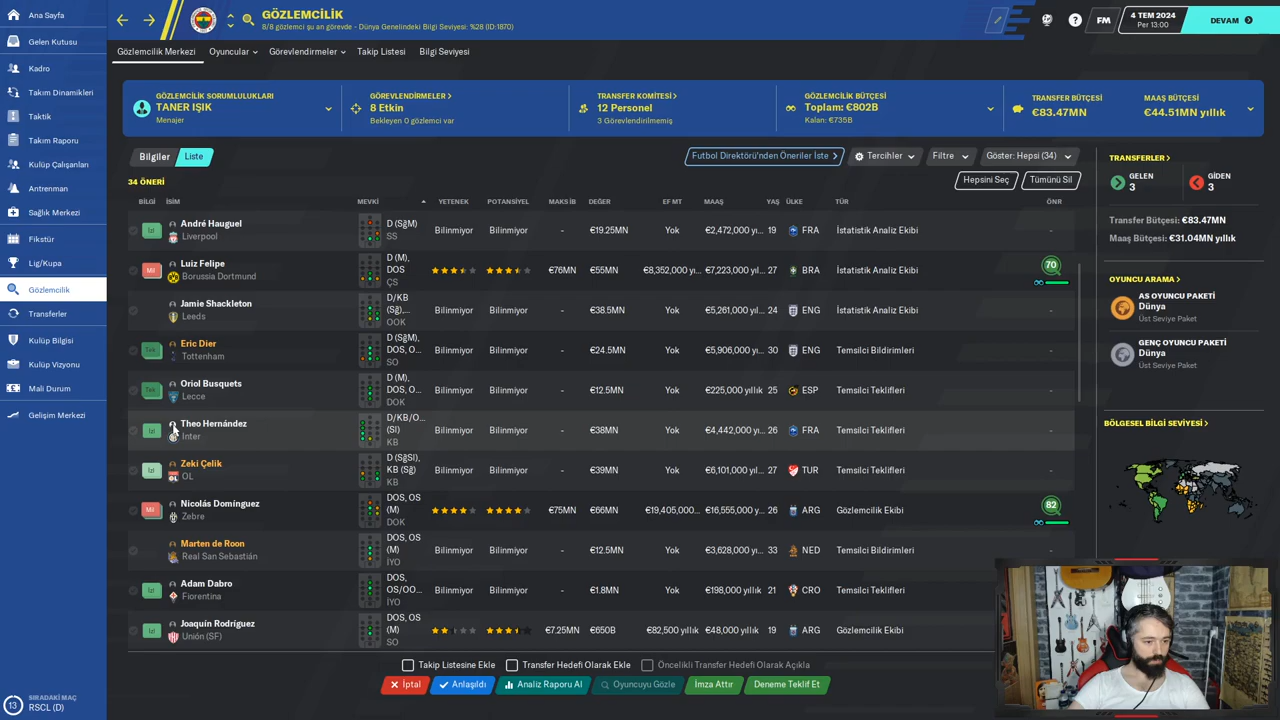 Ana Sayfa
Gelen Kutusu
Kadro
Takım Dinamikleri
Taktik
Takım Raporu
Kulüp Çalışanları
Antrenman
Sağlık Merkezi
Fikstür
Lig/Kupa
Gözlemcilik
Transferler
Kulüp Bilgisi
Kulüp Vizyonu
Mali Durum
Gelişim Merkezi
13 SIRADAKİ MAÇ
RSCL (D)
GÖZLEMCİLİK
8/8 gözlemci şu an görevde - Dünya Genelindeki Bilgi Seviyesi: %28 (ID:1870)
FM
4 TEM 2024
Per 13:00
DEVAM
Gözlemcilik Merkezi Oyuncular Görevlendirmeler Takip Listesi Bilgi Seviyesi
GÖZLEMCİLİK SORUMLULUKLARI
TANER IŞIK
Menajer
GÖREVLENDİRMELER >
8 Etkin
Bekleyen 0 gözlemci var
TRANSFER KOMİTESİ >
12 Personel
3 Görevlendirilmemiş
GÖZLEMCİLİK BÜTÇESİ
Toplam: €802B
Kalan: €735B
TRANSFER BÜTÇESİ
€83.47MN
MAAŞ BÜTÇESİ
€44.51MN yıllık
Bilgiler Liste
Futbol Direktörü'nden Öneriler İste > Tercihler Filtre Göster: Hepsi (34)
34 ÖNERİ
Hepsini Seç Tümünü Sil
BİLGİ İSİM MEVKİ YETENEK POTANSİYEL MAKS İB DEĞER EF MT MAAŞ YAŞ ÜLKE TÜR ÖNR
İzl André Hauguel D (SğM) Bilinmiyor Bilinmiyor - €19.25MN Yok €2,472,000 yı... 19 FRA İstatistik Analiz Ekibi -
Liverpool SS
Mil Luiz Felipe D (M), DOS €76MN €55MN €8,352,000 yı... €7,223,000 yı... 27 BRA İstatistik Analiz Ekibi 70
Borussia Dortmund ÇS
Jamie Shackleton D/KB (Sğ),... Bilinmiyor Bilinmiyor - €38.5MN Yok €5,261,000 yı... 24 ENG İstatistik Analiz Ekibi -
Leeds OOK
Tek Eric Dier D (SğM), DOS, O... Bilinmiyor Bilinmiyor - €24.5MN Yok €5,906,000 yı... 30 ENG Temsilci Bildirimleri -
Tottenham SO
Tek Oriol Busquets D (M), DOS, O... Bilinmiyor Bilinmiyor - €12.5MN Yok €225,000 yıllık 25 ESP Temsilci Teklifleri -
Lecce DOK
İzl Theo Hernández D/KB/O... (Sl) Bilinmiyor Bilinmiyor - €38MN Yok €4,442,000 yı... 26 FRA Temsilci Teklifleri -
Inter KB
İzl Zeki Çelik D (SğSl), KB (Sğ) Bilinmiyor Bilinmiyor - €39MN Yok €6,101,000 yıl... 27 TUR Temsilci Teklifleri -
OL KB
Mil Nicolás Domínguez DOS, OS (M) €75MN €66MN €19,405,000... €16,555,000 yı... 26 ARG Gözlemcilik Ekibi 82
Zebre DOK
Marten de Roon DOS, OS (M) Bilinmiyor Bilinmiyor - €12.5MN Yok €3,628,000 yı... 33 NED Temsilci Bildirimleri -
Real San Sebastián İYO
İzl Adam Dabro DOS, OS/OO... Bilinmiyor Bilinmiyor - €1.8MN Yok €198,000 yıllık 21 CRO Temsilci Teklifleri
Fiorentina İYO
İzl Joaquín Rodríguez DOS, OS (M) €7.25MN €650B €82,500 yıllık €48,000 yıllık 19 ARG Gözlemcilik Ekibi
Unión (SF) SO
Takip Listesine Ekle Transfer Hedefi Olarak Ekle Öncelikli Transfer Hedefi Olarak Açıkla
İptal Anlaşıldı Analiz Raporu Al Oyuncuyu Gözle İmza Attır Deneme Teklif Et
TRANSFERLER >
GELEN
3
GİDEN
3
Transfer Bütçesi: €83.47MN
Maaş Bütçesi: €31.04MN yıllık
OYUNCU ARAMA >
AS OYUNCU PAKETİ
Dünya
Üst Seviye Paket
GENÇ OYUNCU PAKETİ
Dünya
Üst Seviye Paket
BÖLGESEL BİLGİ SEVİYESİ >